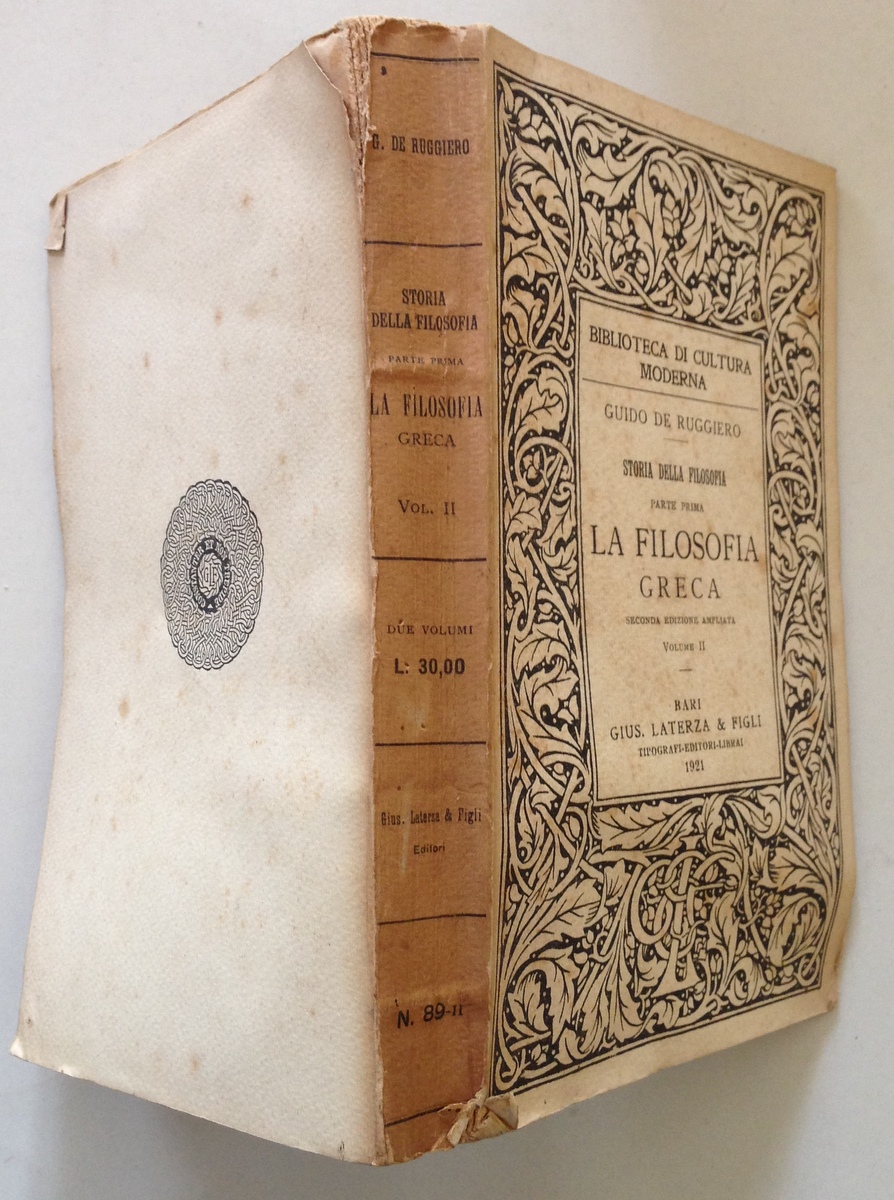 G. DE RUGGIERO
STORIA
DELLA FILOSOFIA
PARTE PRIMA
LA FILOSOFIA
GRECA
VOL. II
DUE VOLUMI
L: 30,00
Gius. Laterza & Figli
Editori
N. 89-II
BIBLIOTECA DI CULTURA
MODERNA
GUIDO DE RUGGIERO
STORIA DELLA FILOSOFIA
PARTE PRIMA
LA FILOSOFIA
GRECA
SECONDA EDIZIONE AMPLIATA
VOLUME II
BARI
GIUS. LATERZA & FIGLI
TIPOGRAFI-EDITORI-LIBRAI
1921